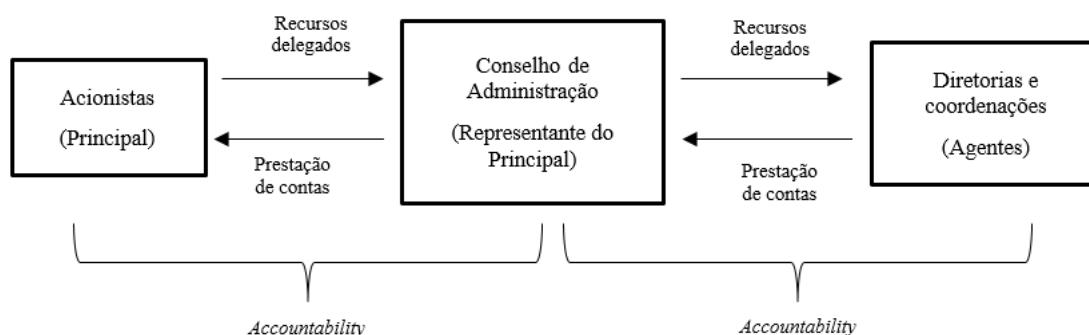 Recursos
delegados
Recursos
delegados
Acionistas
(Principal)
Conselho de
Administração
(Representante do
Principal)
Diretorias e
coordenações
(Agentes)
Prestação
de contas
Prestação
de contas
Accountability
Accountability